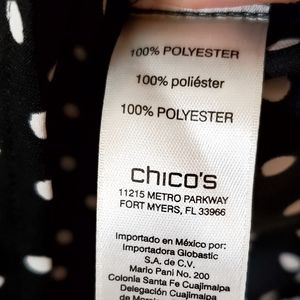 100% POLYESTER
100% poliéster
100% POLYESTER
chico's
11215 METRO PARKWAY
FORT MYERS, FL 33966
Importado en México por:
Importadora Globastic
S.A. de C.V.
Mario Pani No. 200
Colonia Santa Fe Cuajimalpa
Delegación Cuajimalpa